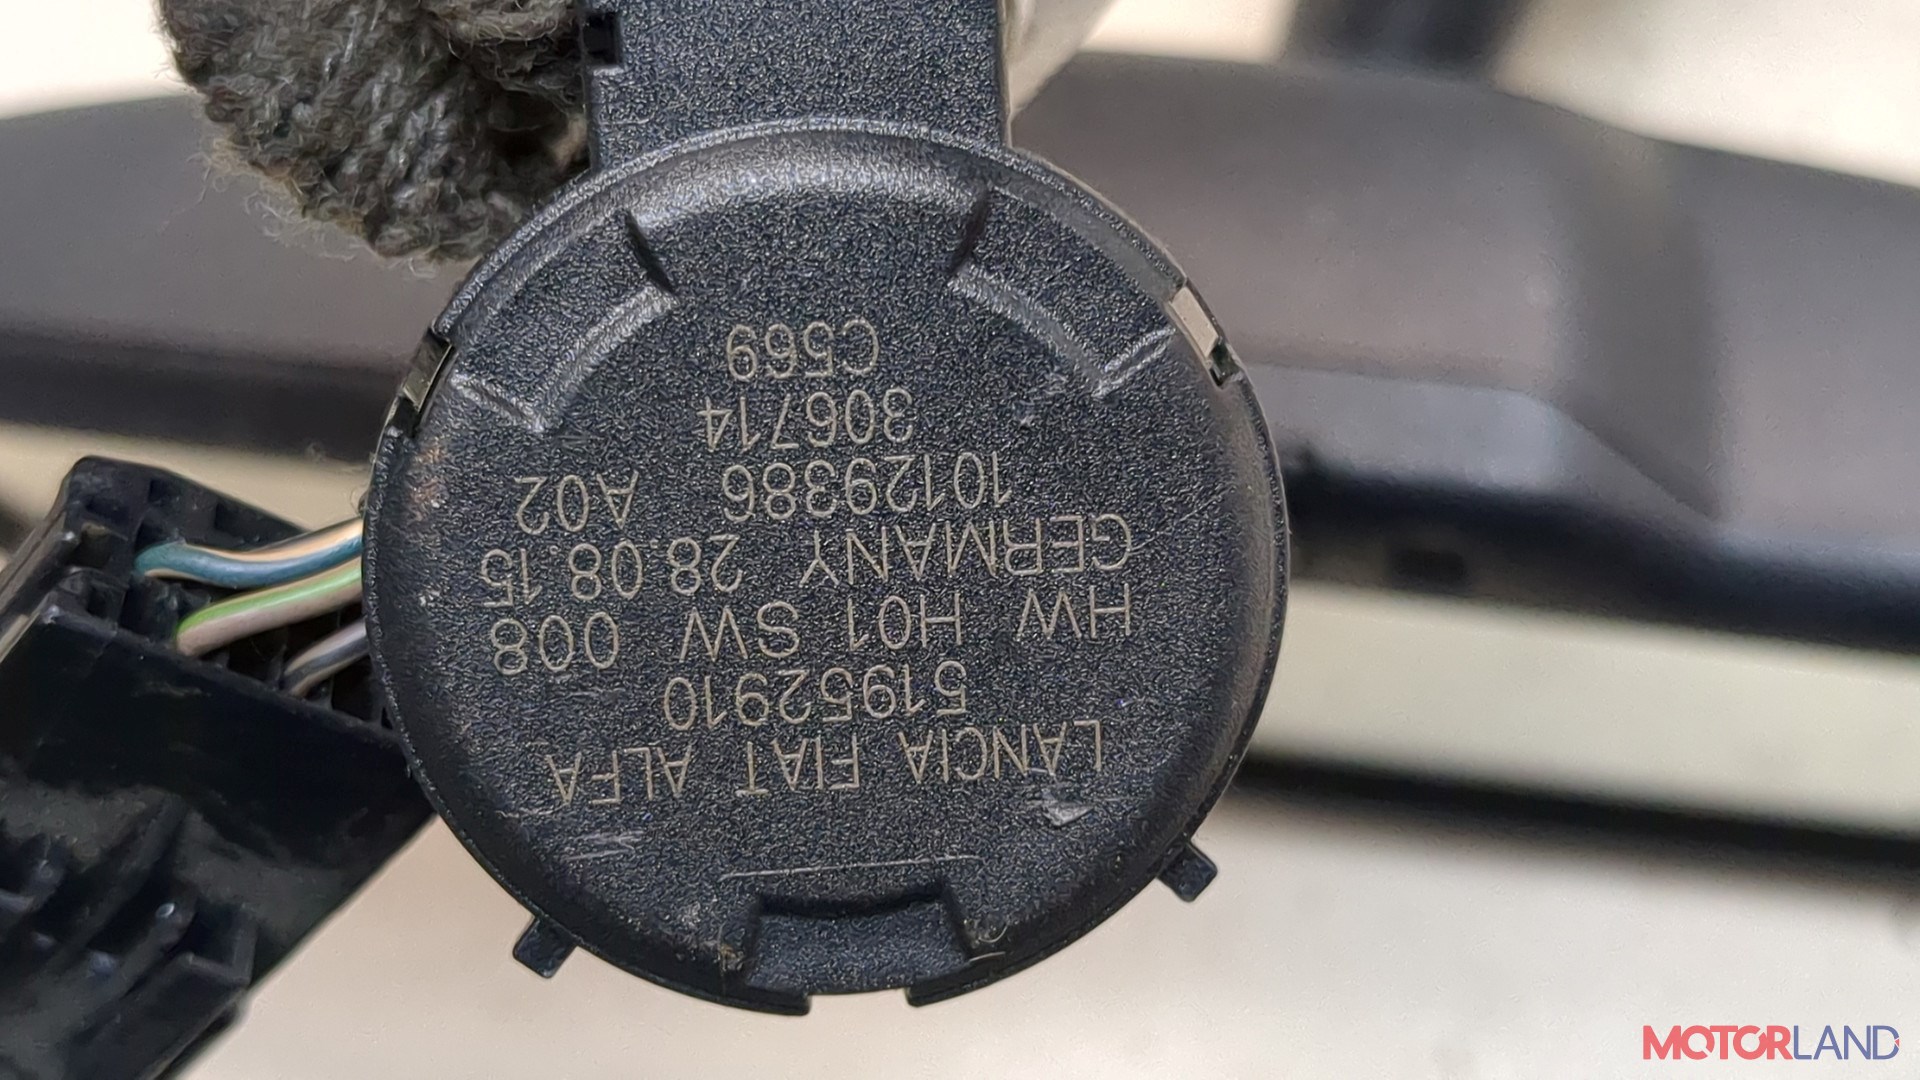 LANCIA FIAT ALFA
51952910
HW H01 SW 008
GERMANY 28.08.15
10129386 A02
306714
C569
MOTORLAND